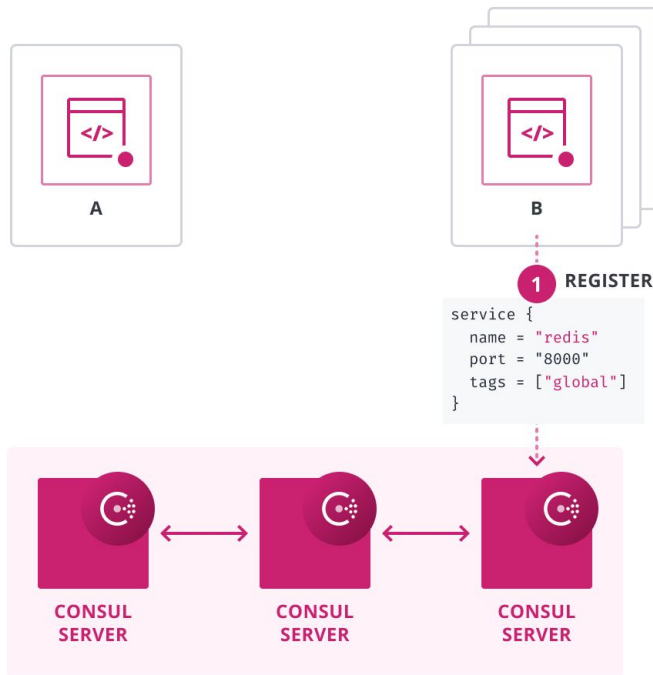 </>
</>
A
B
1 REGISTER
service {
  name = "redis"
  port = "8000"
  tags = ["global"]
}
CONSUL
SERVER
CONSUL
SERVER
CONSUL
SERVER